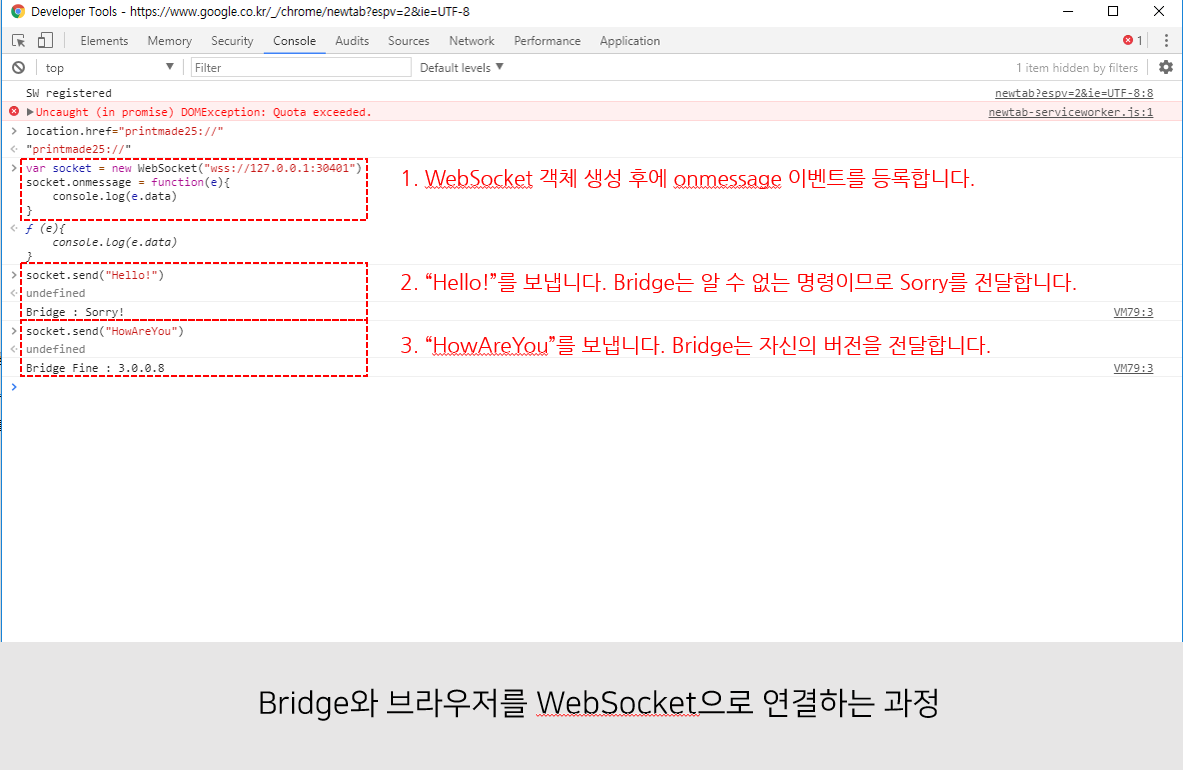 Developer Tools - https://www.google.co.kr/_/chrome/newtab?espv=2&ie=UTF-8
Elements Memory Security Console Audits Sources Network Performance Application 1
top Filter Default levels 1 item hidden by filters
SW registered newtab?espv=2&ie=UTF-8:8
Uncaught (in promise) DOMException: Quota exceeded. newtab-serviceworker.js:1
location.href="printmade25://"
"printmade25://"
var socket = new WebSocket("wss://127.0.0.1:30401")
socket.onmessage = function(e){
console.log(e.data)
}
1. WebSocket 객체 생성 후에 onmessage 이벤트를 등록합니다.
ƒ (e){
console.log(e.data)
}
socket.send("Hello!")
undefined
Bridge : Sorry! VM79:3
2. “Hello!”를 보냅니다. Bridge는 알 수 없는 명령이므로 Sorry를 전달합니다.
socket.send("HowAreYou")
undefined
Bridge Fine : 3.0.0.8 VM79:3
3. “HowAreYou”를 보냅니다. Bridge는 자신의 버전을 전달합니다.
Bridge와 브라우저를 WebSocket으로 연결하는 과정